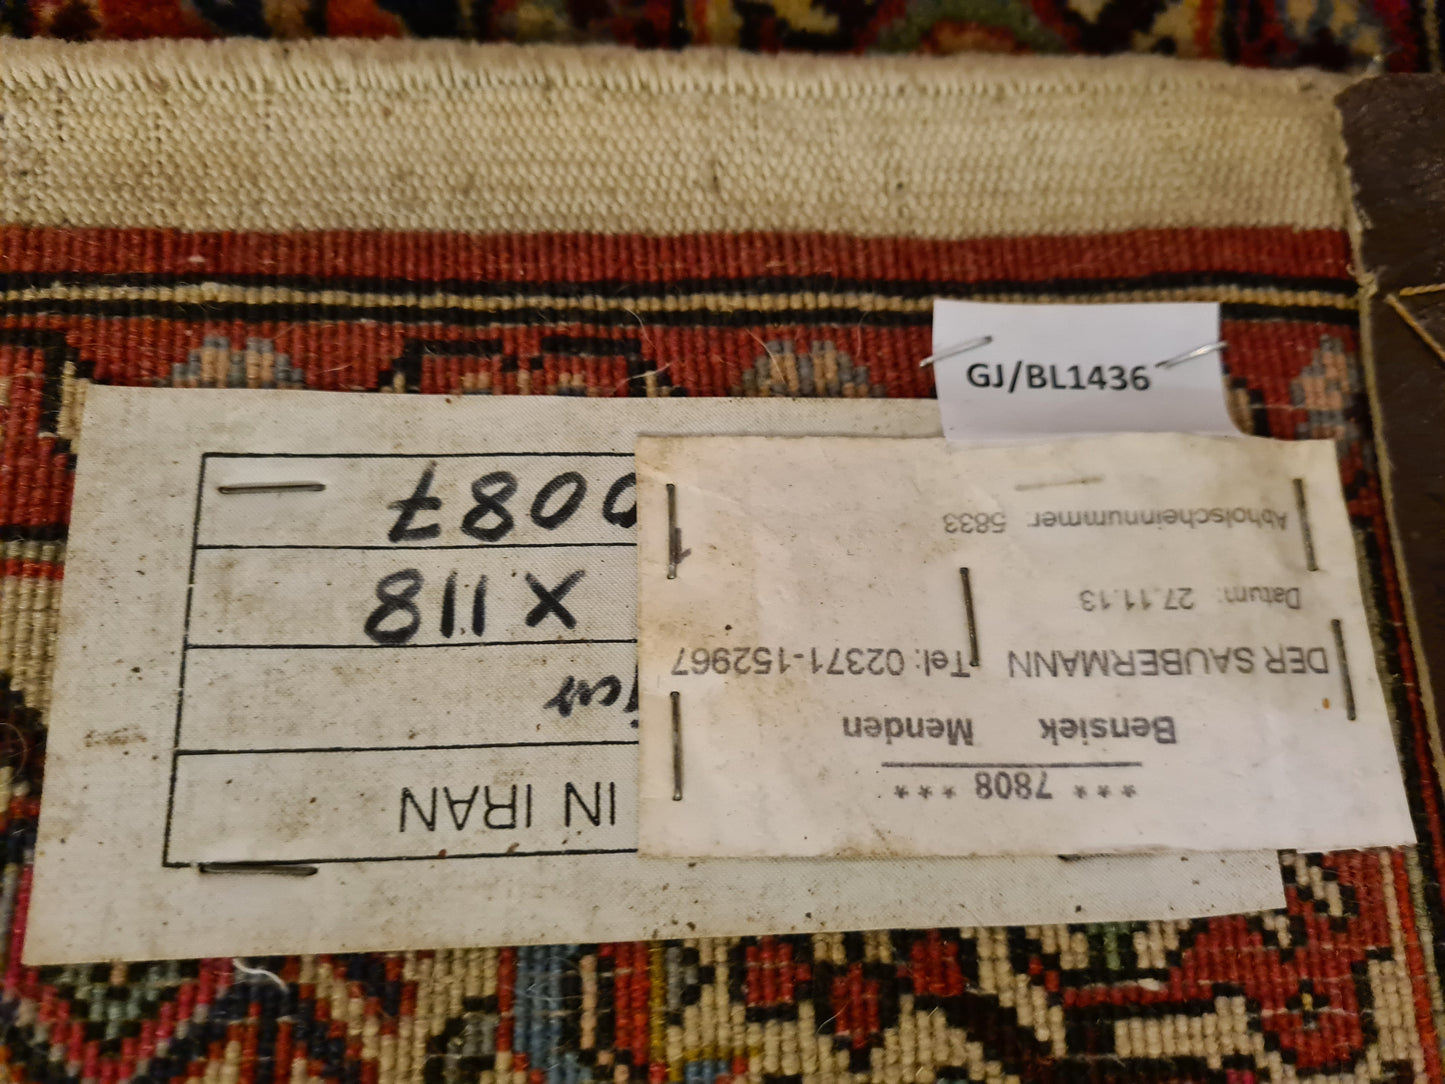 GJ/BL1436
*** 7808 ***
Bensiek Menden
DER SAUBERMANN Tel.: 02371-152967
Datum: 27.11.13
Abholscheinnummer: 5833
IN IRAN
X 118
0087